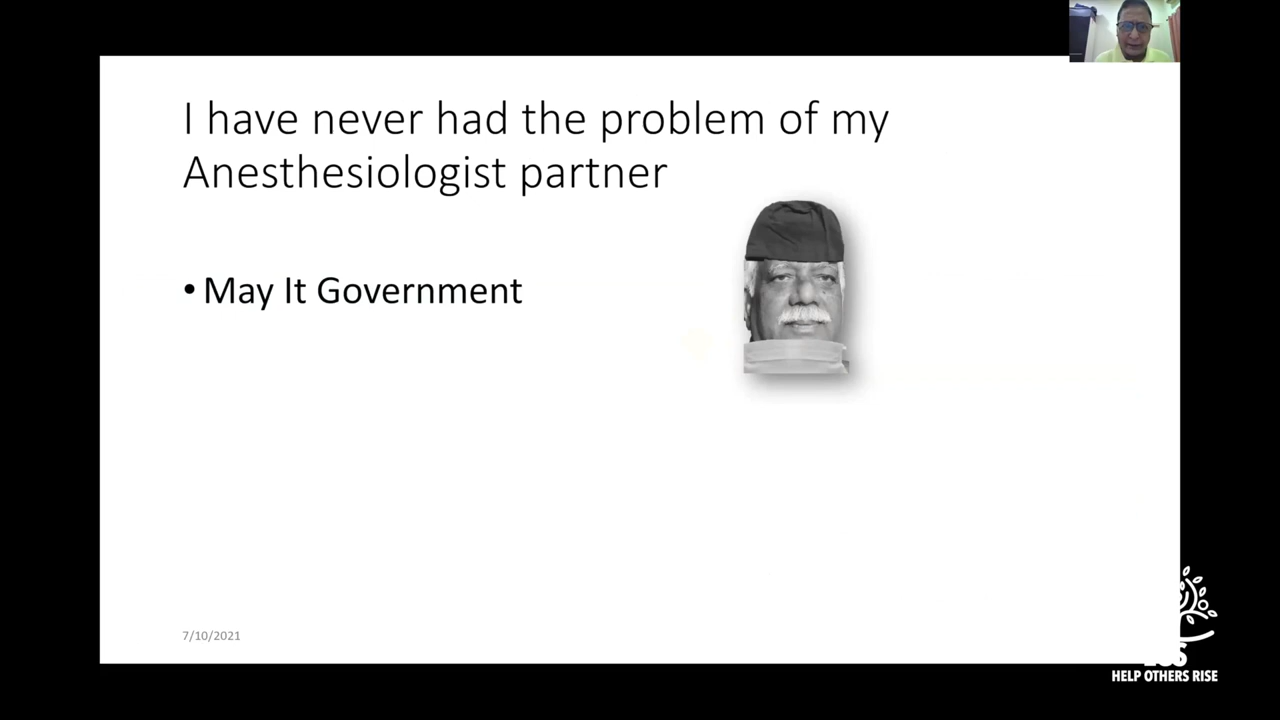 I have never had the problem of my
Anesthesiologist partner
• May It Government
7/10/2021
HELP OTHERS RISE